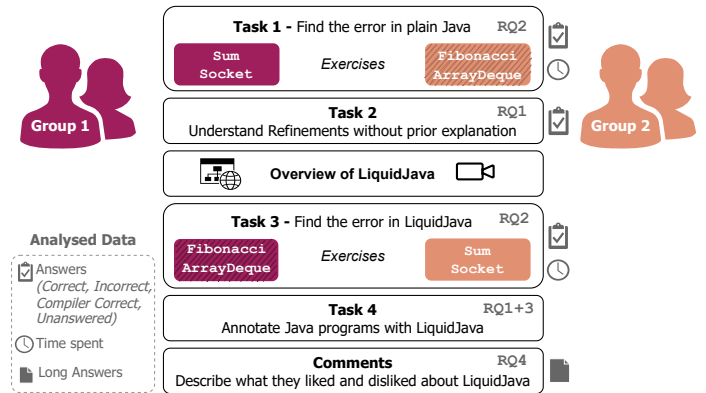 Task 1 - Find the error in plain Java RQ2
Sum
Socket
Exercises
Fibonacci
ArrayDeque
Group 1
Group 2
Task 2 RQ1
Understand Refinements without prior explanation
Overview of LiquidJava
Task 3 - Find the error in LiquidJava RQ2
Fibonacci
ArrayDeque
Exercises
Sum
Socket
Analysed Data
Answers
(Correct, Incorrect,
Compiler Correct,
Unanswered)
Time spent
Long Answers
Task 4 RQ1+3
Annotate Java programs with LiquidJava
Comments RQ4
Describe what they liked and disliked about LiquidJava